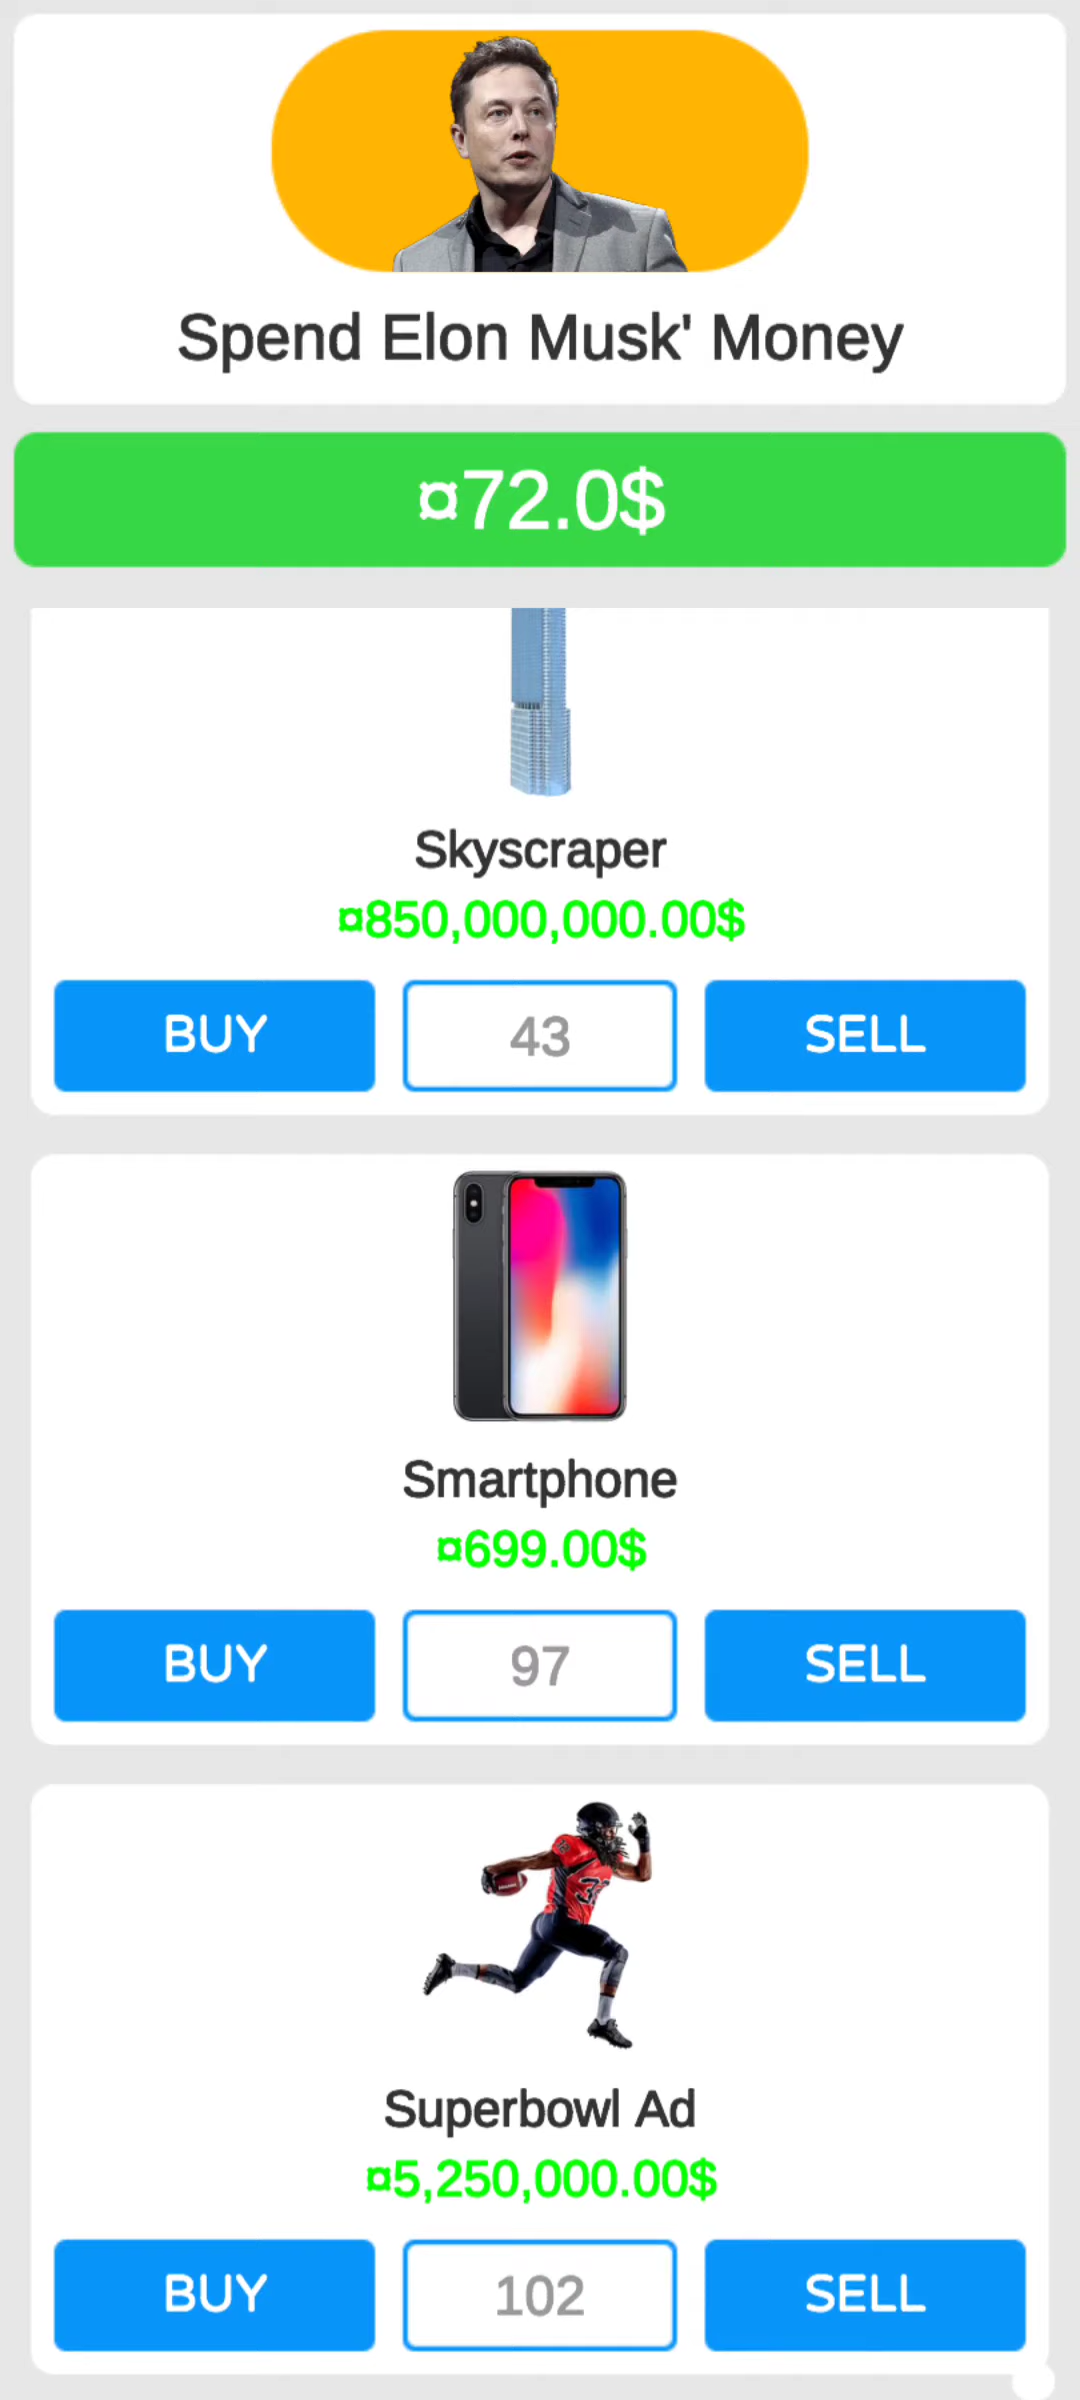 Spend Elon Musk' Money
¤72.0$
Skyscraper
¤850,000,000.00$
BUY 43 SELL
Smartphone
¤699.00$
BUY 97 SELL
Superbowl Ad
¤5,250,000.00$
BUY 102 SELL